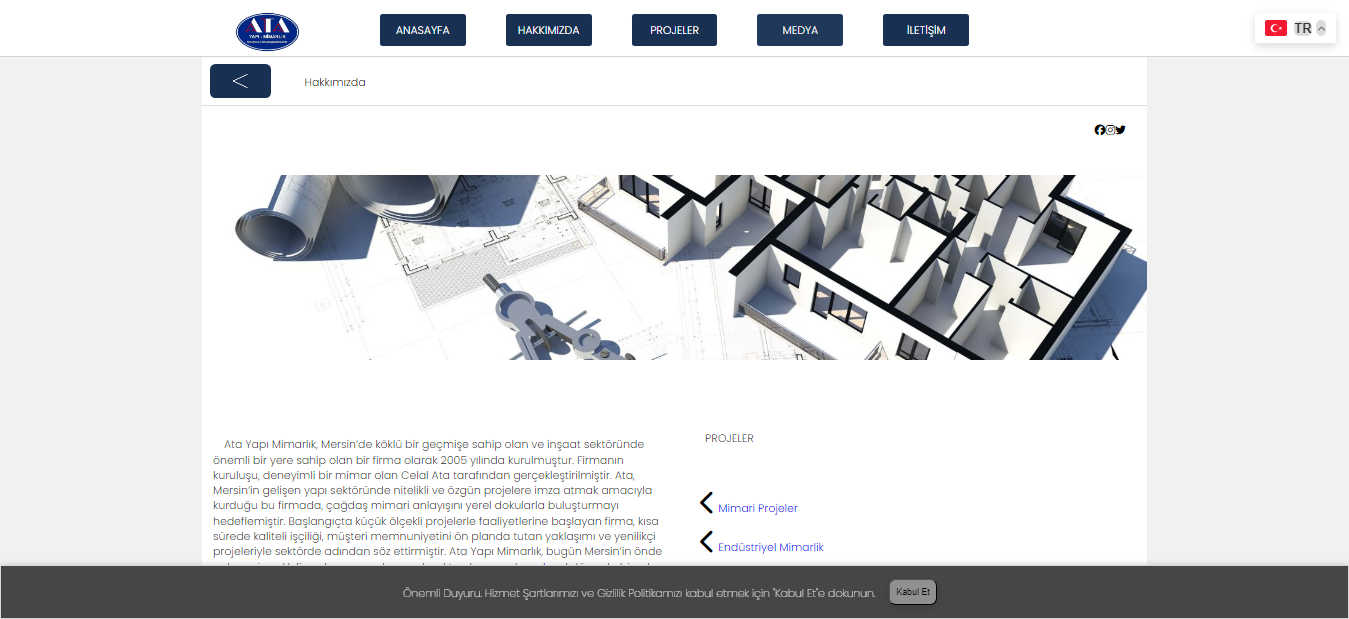 ATA
YAPI - MİMARLIK
ANASAYFA
HAKKIMIZDA
PROJELER
MEDYA
İLETİŞİM
TR
Hakkımızda
Ata Yapı Mimarlık, Mersin’de köklü bir geçmişe sahip olan ve inşaat sektöründe
önemli bir yere sahip olan bir firma olarak 2005 yılında kurulmuştur. Firmanın
kuruluşu, deneyimli bir mimar olan Celal Ata tarafından gerçekleştirilmiştir. Ata,
Mersin’in gelişen yapı sektöründe nitelikli ve özgün projelere imza atmak amacıyla
kurduğu bu firmada, çağdaş mimari anlayışını yerel dokularla buluşturmayı
hedeflemiştir. Başlangıçta küçük ölçekli projelerle faaliyetlerine başlayan firma, kısa
sürede kaliteli işçiliği, müşteri memnuniyetini ön planda tutan yaklaşımı ve yenilikçi
projeleriyle sektörde adından söz ettirmiştir. Ata Yapı Mimarlık, bugün Mersin’in önde
PROJELER
Mimari Projeler
Endüstriyel Mimarlik
Önemli Duyuru. Hizmet Şartlarımızı ve Gizlilik Politikamızı kabul etmek için "Kabul Et"e dokunun.
Kabul Et